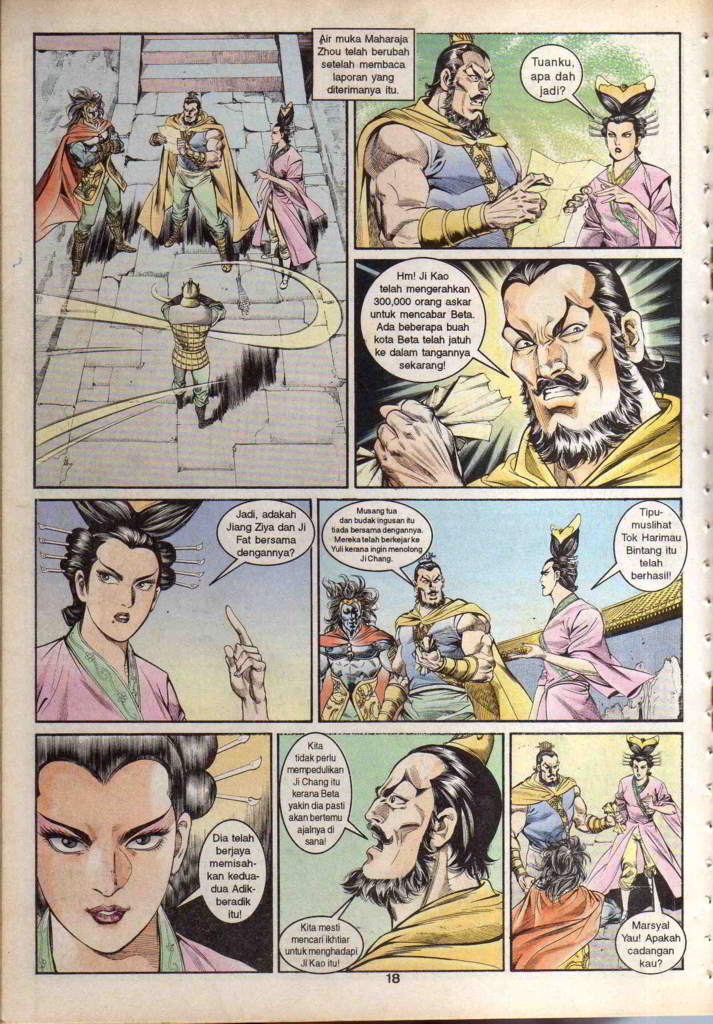 Air muka Maharaja
Zhou telah berubah
setelah membaca
laporan yang
diterimanya itu.
Tuanku,
apa dah
jadi?
Hm! Ji Kao
telah mengerahkan
300,000 orang askar
untuk mencabar Beta.
Ada beberapa buah
kota Beta telah jatuh
ke dalam tangannya
sekarang!
Jadi, adakah
Jiang Ziya dan Ji
Fat bersama
dengannya?
Musang tua
dan budak ingusan itu
tiada bersama dengannya.
Mereka telah berkejar ke
Yuli kerana ingin menolong
Ji Chang.
Tipu-
muslihat
Tok Harimau
Bintang itu
telah
berhasil!
Dia telah
berjaya
memisah-
kan kedua-
dua Adik-
beradik
itu!
Kita
tidak perlu
mempedulikan
Ji Chang itu
kerana Beta
yakin dia pasti
akan bertemu
ajalnya di
sana!
Kita mesti
mencari ikhtiar
untuk menghadapi
Ji Kao itu!
Marsyal
Yau! Apakah
cadangan
kau?
18